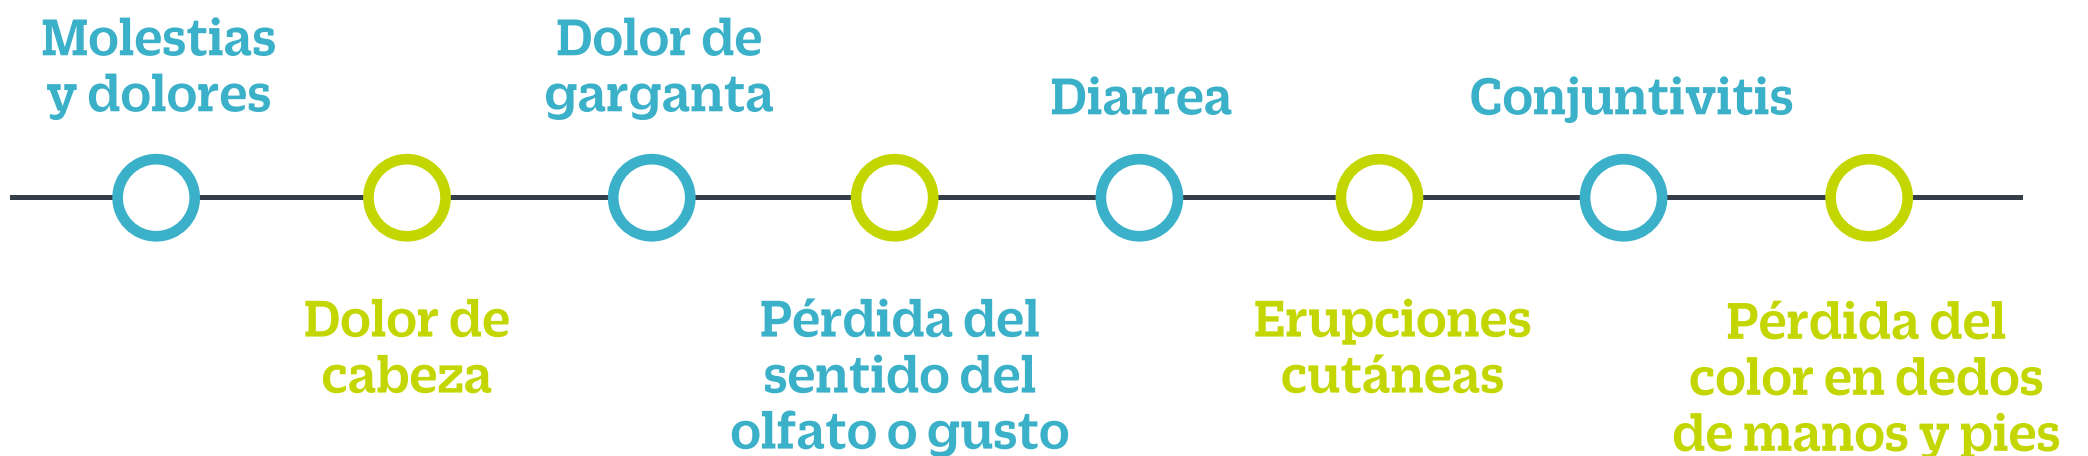 Molestias
y dolores
Dolor de
cabeza
Dolor de
garganta
Pérdida del
sentido del
olfato o gusto
Diarrea
Erupciones
cutáneas
Conjuntivitis
Pérdida del
color en dedos
de manos y pies